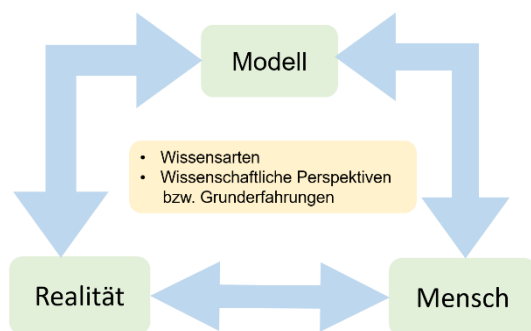 Modell
• Wissensarten
• Wissenschaftliche Perspektiven
bzw. Grunderfahrungen
Realität
Mensch